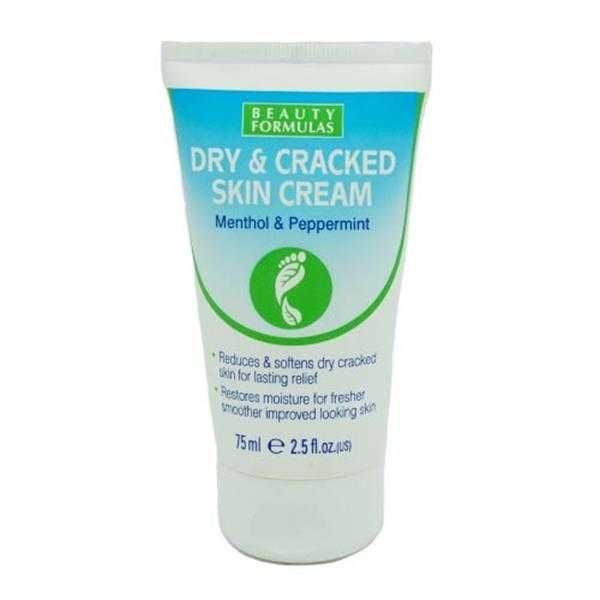 BEAUTY
FORMULAS
DRY & CRACKED
SKIN CREAM
Menthol & Peppermint
• Reduces & softens dry cracked
skin for lasting relief
• Restores moisture for fresher
smoother improved looking skin
75ml ℮ 2.5 fl.oz.(US)